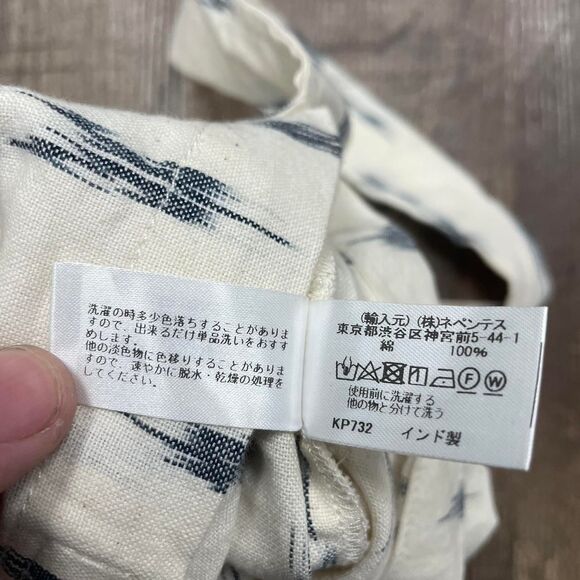 洗濯の時多少色落ちすることがありま
すので、出来るだけ単品洗いをおすす
めします。
他の淡色物に色移りすることがありま
すので、速やかに脱水・乾燥の処理を
してください。
(輸入元) (株)ネペンテス
東京都渋谷区神宮前5-44-1
綿 100%
F W
使用前に洗濯する
他の物と分けて洗う
KP732 インド製